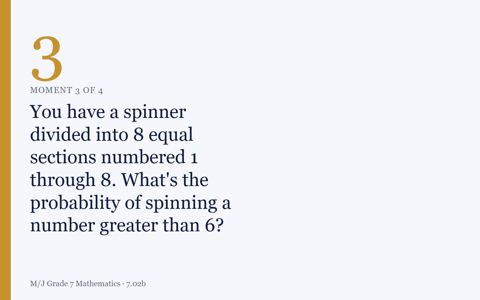 3
MOMENT 3 OF 4
You have a spinner
divided into 8 equal
sections numbered 1
through 8. What's the
probability of spinning a
number greater than 6?
M/J Grade 7 Mathematics · 7.02b